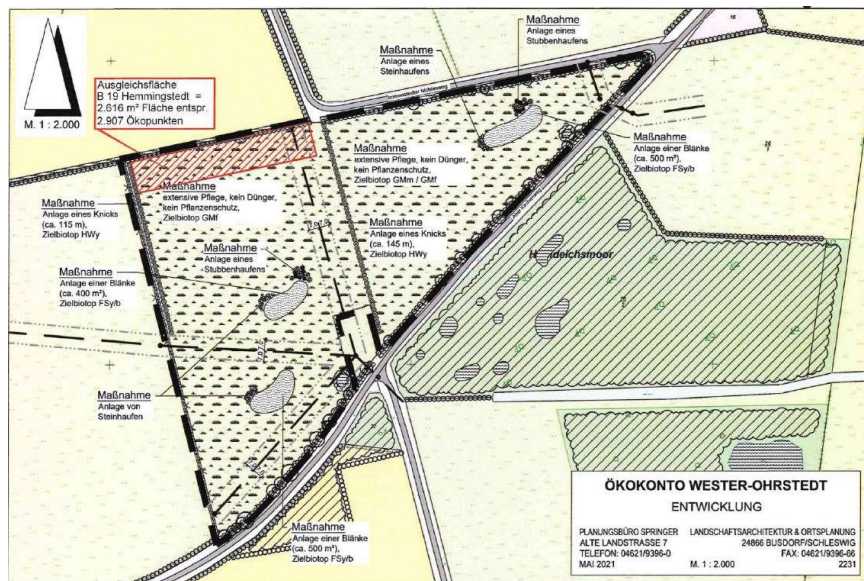 M. 1 : 2.000
Ausgleichsfläche
B 19 Hemmingstedt =
2.616 m² Fläche entspr.
2.907 Ökopunkten
Maßnahme
Anlage eines
Steinhaufens
Maßnahme
Anlage eines
Stubbenhaufens
Maßnahme
Anlage einer Blänke
(ca. 500 m²),
Zielbiotop FSy/b
Maßnahme
extensive Pflege, kein Dünger,
kein Pflanzenschutz,
Zielbiotop GMm / GMf
Maßnahme
extensive Pflege, kein Dünger,
kein Pflanzenschutz,
Zielbiotop GMf
Maßnahme
Anlage eines Knicks
(ca. 115 m),
Zielbiotop HWy
Maßnahme
Anlage eines Knicks
(ca. 145 m),
Zielbiotop HWy
Maßnahme
Anlage eines
Stubbenhaufens
Maßnahme
Anlage einer Blänke
(ca. 400 m²),
Zielbiotop FSy/b
Maßnahme
Anlage von
Steinhaufen
Maßnahme
Anlage einer Blänke
(ca. 500 m²),
Zielbiotop FSy/b
ÖKOKONTO WESTER-OHRSTEDT
ENTWICKLUNG
PLANUNGSBÜRO SPRINGER LANDSCHAFTSARCHITEKTUR & ORTSPLANUNG
ALTE LANDSTRASSE 7 24866 BUSDORF/SCHLESWIG
TELEFON: 04621/9396-0 FAX: 04621/9396-66
MAI 2021 M. 1 : 2.000 2231